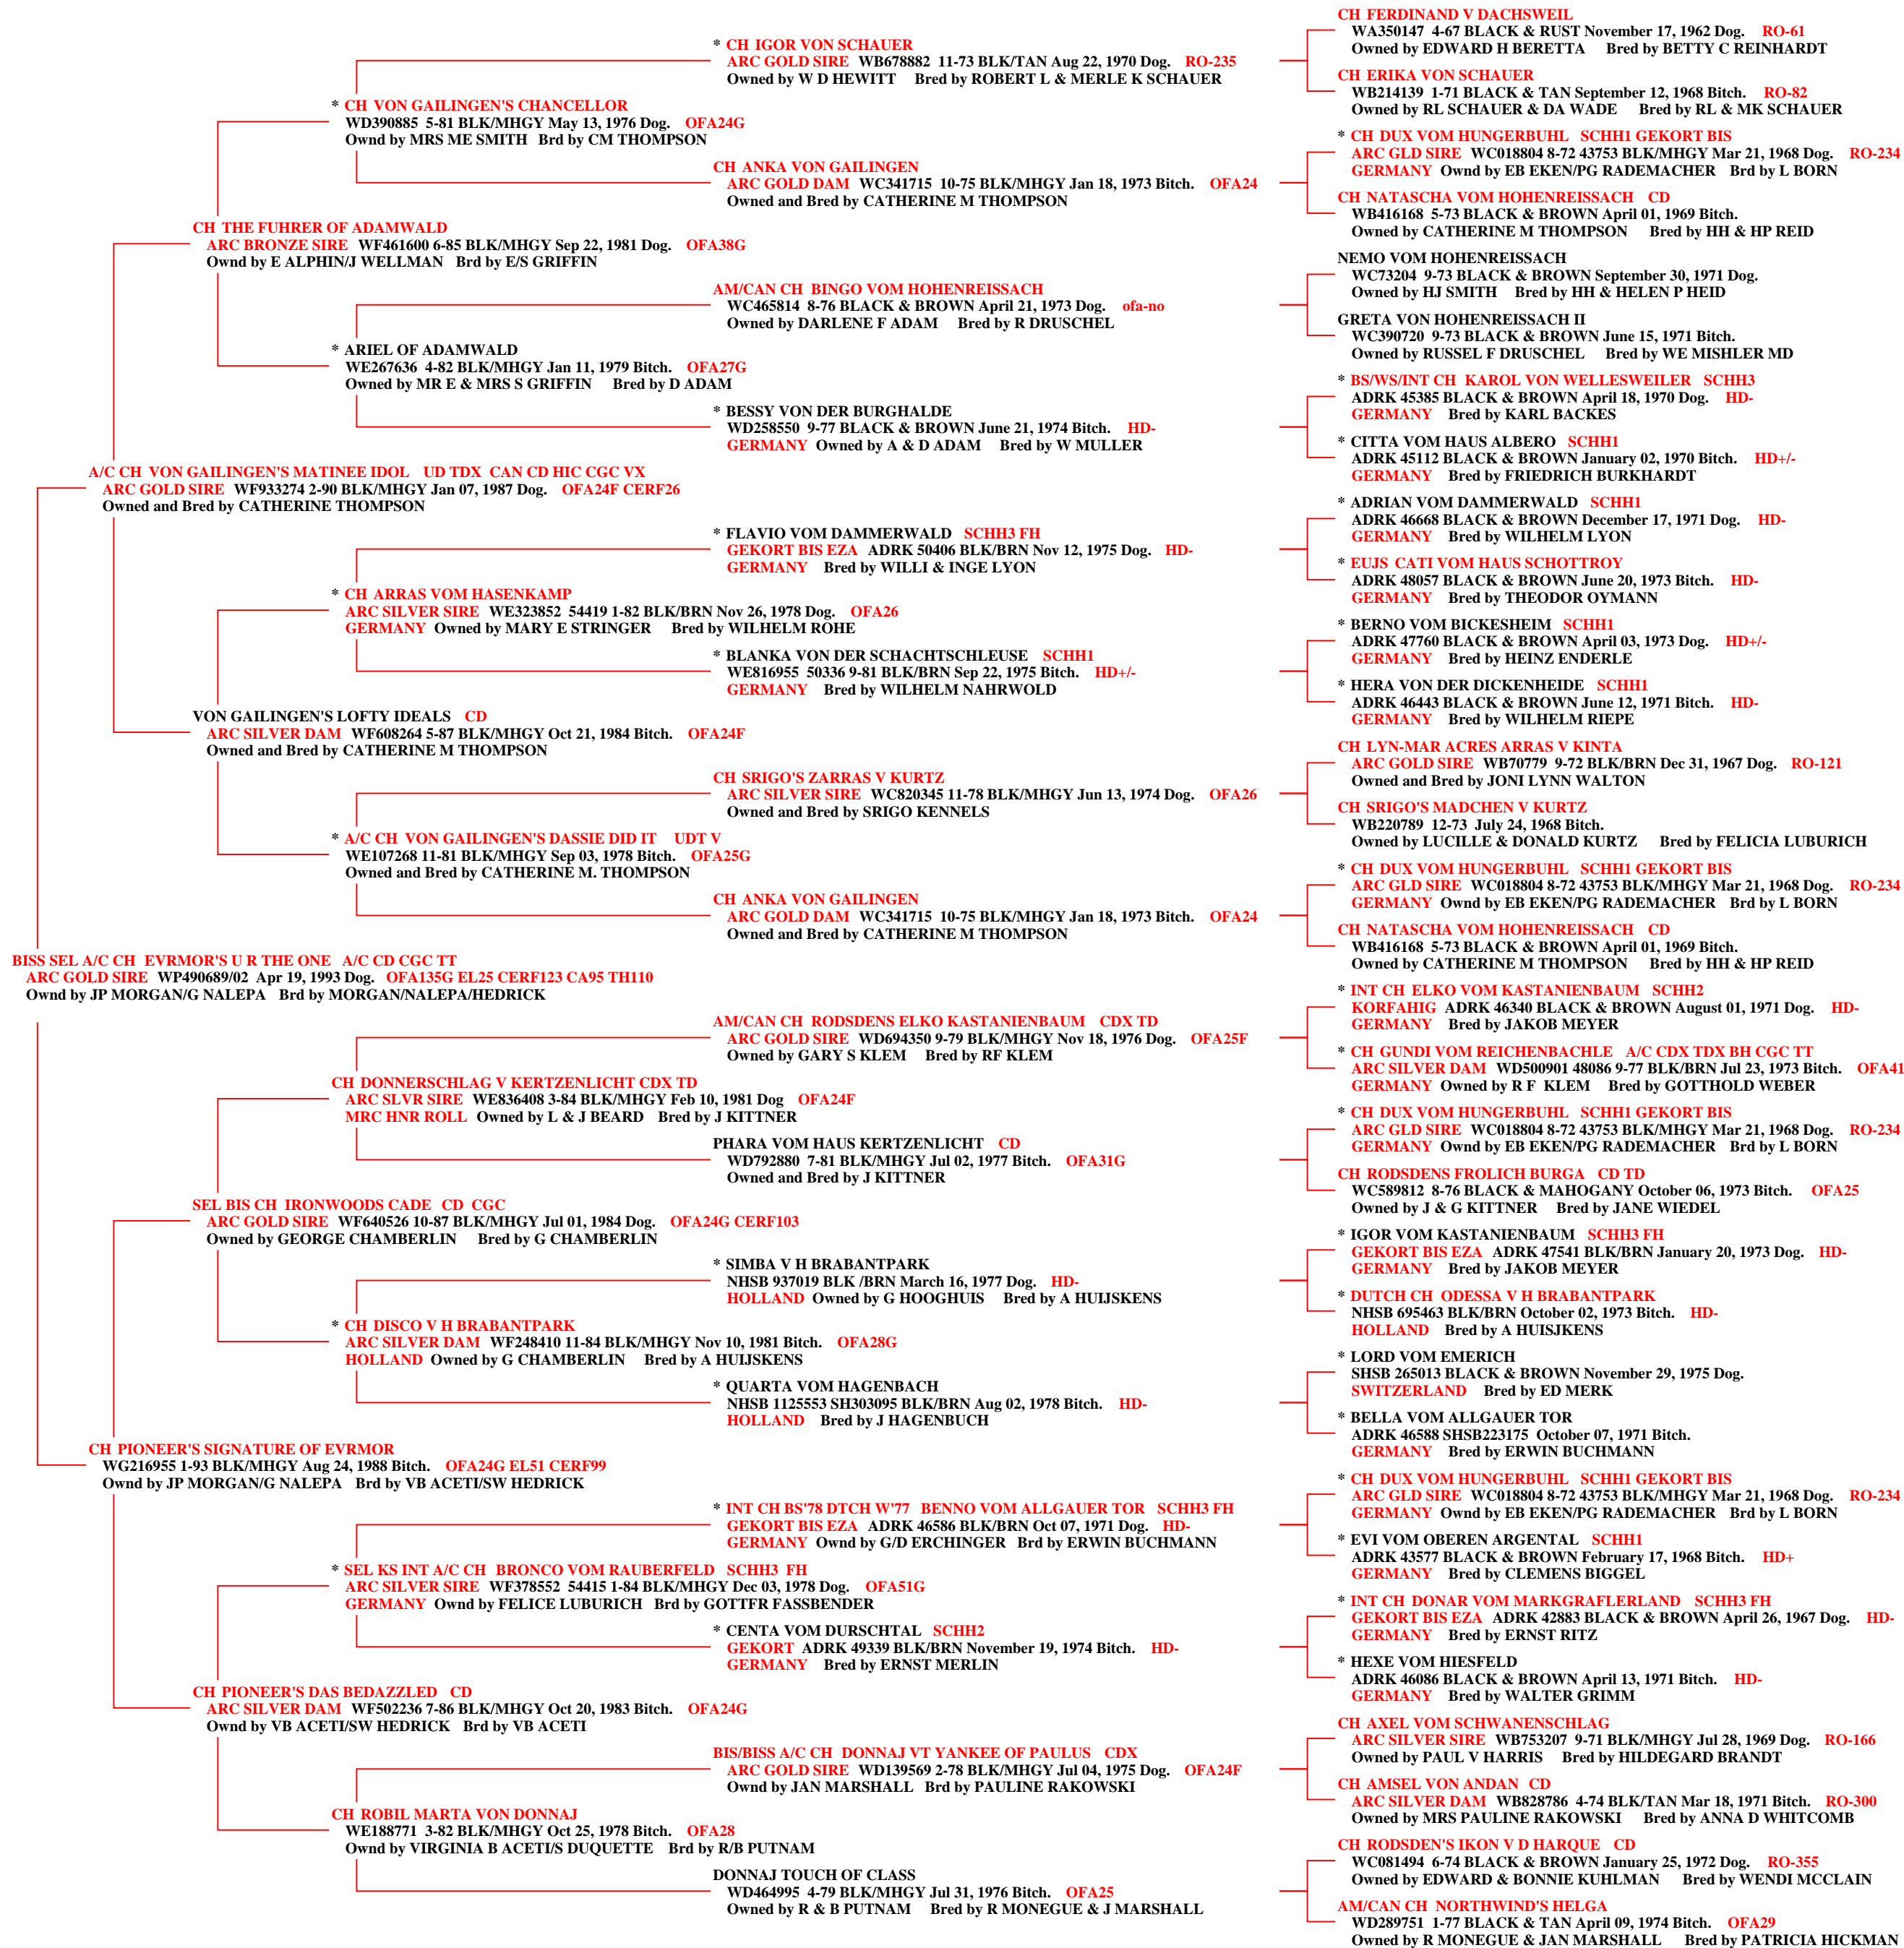 BISS SEL A/C CH EVRMOR'S U R THE ONE A/C CD CGC TT
ARC GOLD SIRE WP490689/02 Apr 19, 1993 Dog. OFA135G EL25 CERF123 CA95 TH110
Ownd by JP MORGAN/G NALEPA Brd by MORGAN/NALEPA/HEDRICK
A/C CH VON GAILINGEN'S MATINEE IDOL UD TDX CAN CD HIC CGC VX
ARC GOLD SIRE WF933274 2-90 BLK/MHGY Jan 07, 1987 Dog. OFA24F CERF26
Owned and Bred by CATHERINE THOMPSON
CH PIONEER'S SIGNATURE OF EVRMOR
WG216955 1-93 BLK/MHGY Aug 24, 1988 Bitch. OFA24G EL51 CERF99
Ownd by JP MORGAN/G NALEPA Brd by VB ACETI/SW HEDRICK
CH THE FUHRER OF ADAMWALD
ARC BRONZE SIRE WF461600 6-85 BLK/MHGY Sep 22, 1981 Dog. OFA38G
Ownd by E ALPHIN/J WELLMAN Brd by E/S GRIFFIN
VON GAILINGEN'S LOFTY IDEALS CD
ARC SILVER DAM WF608264 5-87 BLK/MHGY Oct 21, 1984 Bitch. OFA24F
Owned and Bred by CATHERINE M THOMPSON
SEL BIS CH IRONWOODS CADE CD CGC
ARC GOLD SIRE WF640526 10-87 BLK/MHGY Jul 01, 1984 Dog. OFA24G CERF103
Owned by GEORGE CHAMBERLIN Bred by G CHAMBERLIN
CH PIONEER'S DAS BEDAZZLED CD
ARC SILVER DAM WF502236 7-86 BLK/MHGY Oct 20, 1983 Bitch. OFA24G
Ownd by VB ACETI/SW HEDRICK Brd by VB ACETI
* CH VON GAILINGEN'S CHANCELLOR
WD390885 5-81 BLK/MHGY May 13, 1976 Dog. OFA24G
Ownd by MRS ME SMITH Brd by CM THOMPSON
* ARIEL OF ADAMWALD
WE267636 4-82 BLK/MHGY Jan 11, 1979 Bitch. OFA27G
Owned by MR E & MRS S GRIFFIN Bred by D ADAM
* CH ARRAS VOM HASENKAMP
ARC SILVER SIRE WE323852 54419 1-82 BLK/BRN Nov 26, 1978 Dog. OFA26
GERMANY Owned by MARY E STRINGER Bred by WILHELM ROHE
* A/C CH VON GAILINGEN'S DASSIE DID IT UDT V
WE107268 11-81 BLK/MHGY Sep 03, 1978 Bitch. OFA25G
Owned and Bred by CATHERINE M. THOMPSON
CH DONNERSCHLAG V KERTZENLICHT CDX TD
ARC SLVR SIRE WE836408 3-84 BLK/MHGY Feb 10, 1981 Dog OFA24F
MRC HNR ROLL Owned by L & J BEARD Bred by J KITTNER
* CH DISCO V H BRABANTPARK
ARC SILVER DAM WF248410 11-84 BLK/MHGY Nov 10, 1981 Bitch. OFA28G
HOLLAND Owned by G CHAMBERLIN Bred by A HUIJSKENS
* SEL KS INT A/C CH BRONCO VOM RAUBERFELD SCHH3 FH
ARC SILVER SIRE WF378552 54415 1-84 BLK/MHGY Dec 03, 1978 Dog. OFA51G
GERMANY Ownd by FELICE LUBURICH Brd by GOTTFR FASSBENDER
CH ROBIL MARTA VON DONNAJ
WE188771 3-82 BLK/MHGY Oct 25, 1978 Bitch. OFA28
Ownd by VIRGINIA B ACETI/S DUQUETTE Brd by R/B PUTNAM
* CH IGOR VON SCHAUER
ARC GOLD SIRE WB678882 11-73 BLK/TAN Aug 22, 1970 Dog. RO-235
Owned by W D HEWITT Bred by ROBERT L & MERLE K SCHAUER
CH ANKA VON GAILINGEN
ARC GOLD DAM WC341715 10-75 BLK/MHGY Jan 18, 1973 Bitch. OFA24
Owned and Bred by CATHERINE M THOMPSON
AM/CAN CH BINGO VOM HOHENREISSACH
WC465814 8-76 BLACK & BROWN April 21, 1973 Dog. ofa-no
Owned by DARLENE F ADAM Bred by R DRUSCHEL
* BESSY VON DER BURGHALDE
WD258550 9-77 BLACK & BROWN June 21, 1974 Bitch. HD-
GERMANY Owned by A & D ADAM Bred by W MULLER
* FLAVIO VOM DAMMERWALD SCHH3 FH
GEKORT BIS EZA ADRK 50406 BLK/BRN Nov 12, 1975 Dog. HD-
GERMANY Bred by WILLI & INGE LYON
* BLANKA VON DER SCHACHTSCHLEUSE SCHH1
WE816955 50336 9-81 BLK/BRN Sep 22, 1975 Bitch. HD+/-
GERMANY Bred by WILHELM NAHRWOLD
CH SRIGO'S ZARRAS V KURTZ
ARC SILVER SIRE WC820345 11-78 BLK/MHGY Jun 13, 1974 Dog. OFA26
Owned and Bred by SRIGO KENNELS
CH ANKA VON GAILINGEN
ARC GOLD DAM WC341715 10-75 BLK/MHGY Jan 18, 1973 Bitch. OFA24
Owned and Bred by CATHERINE M THOMPSON
AM/CAN CH RODSDENS ELKO KASTANIENBAUM CDX TD
ARC GOLD SIRE WD694350 9-79 BLK/MHGY Nov 18, 1976 Dog. OFA25F
Owned by GARY S KLEM Bred by RF KLEM
PHARA VOM HAUS KERTZENLICHT CD
WD792880 7-81 BLK/MHGY Jul 02, 1977 Bitch. OFA31G
Owned and Bred by J KITTNER
* SIMBA V H BRABANTPARK
NHSB 937019 BLK /BRN March 16, 1977 Dog. HD-
HOLLAND Owned by G HOOGHUIS Bred by A HUIJSKENS
* QUARTA VOM HAGENBACH
NHSB 1125553 SH303095 BLK/BRN Aug 02, 1978 Bitch. HD-
HOLLAND Bred by J HAGENBUCH
* INT CH BS'78 DTCH W'77 BENNO VOM ALLGAUER TOR SCHH3 FH
GEKORT BIS EZA ADRK 46586 BLK/BRN Oct 07, 1971 Dog. HD-
GERMANY Ownd by G/D ERCHINGER Brd by ERWIN BUCHMANN
* CENTA VOM DURSCHTAL SCHH2
GEKORT ADRK 49339 BLK/BRN November 19, 1974 Bitch. HD-
GERMANY Bred by ERNST MERLIN
BIS/BISS A/C CH DONNAJ VT YANKEE OF PAULUS CDX
ARC GOLD SIRE WD139569 2-78 BLK/MHGY Jul 04, 1975 Dog. OFA24F
Ownd by JAN MARSHALL Brd by PAULINE RAKOWSKI
DONNAJ TOUCH OF CLASS
WD464995 4-79 BLK/MHGY Jul 31, 1976 Bitch. OFA25
Owned by R & B PUTNAM Bred by R MONEGUE & J MARSHALL
CH FERDINAND V DACHSWEIL
WA350147 4-67 BLACK & RUST November 17, 1962 Dog. RO-61
Owned by EDWARD H BERETTA Bred by BETTY C REINHARDT
CH ERIKA VON SCHAUER
WB214139 1-71 BLACK & TAN September 12, 1968 Bitch. RO-82
Owned by RL SCHAUER & DA WADE Bred by RL & MK SCHAUER
* CH DUX VOM HUNGERBUHL SCHH1 GEKORT BIS
ARC GLD SIRE WC018804 8-72 43753 BLK/MHGY Mar 21, 1968 Dog. RO-234
GERMANY Ownd by EB EKEN/PG RADEMACHER Brd by L BORN
CH NATASCHA VOM HOHENREISSACH CD
WB416168 5-73 BLACK & BROWN April 01, 1969 Bitch.
Owned by CATHERINE M THOMPSON Bred by HH & HP REID
NEMO VOM HOHENREISSACH
WC73204 9-73 BLACK & BROWN September 30, 1971 Dog.
Owned by HJ SMITH Bred by HH & HELEN P HEID
GRETA VON HOHENREISSACH II
WC390720 9-73 BLACK & BROWN June 15, 1971 Bitch.
Owned by RUSSEL F DRUSCHEL Bred by WE MISHLER MD
* BS/WS/INT CH KAROL VON WELLESWEILER SCHH3
ADRK 45385 BLACK & BROWN April 18, 1970 Dog. HD-
GERMANY Bred by KARL BACKES
* CITTA VOM HAUS ALBERO SCHH1
ADRK 45112 BLACK & BROWN January 02, 1970 Bitch. HD+/-
GERMANY Bred by FRIEDRICH BURKHARDT
* ADRIAN VOM DAMMERWALD SCHH1
ADRK 46668 BLACK & BROWN December 17, 1971 Dog. HD-
GERMANY Bred by WILHELM LYON
* EUJS CATI VOM HAUS SCHOTTROY
ADRK 48057 BLACK & BROWN June 20, 1973 Bitch. HD-
GERMANY Bred by THEODOR OYMANN
* BERNO VOM BICKESHEIM SCHH1
ADRK 47760 BLACK & BROWN April 03, 1973 Dog. HD+/-
GERMANY Bred by HEINZ ENDERLE
* HERA VON DER DICKENHEIDE SCHH1
ADRK 46443 BLACK & BROWN June 12, 1971 Bitch. HD-
GERMANY Bred by WILHELM RIEPE
CH LYN-MAR ACRES ARRAS V KINTA
ARC GOLD SIRE WB70779 9-72 BLK/BRN Dec 31, 1967 Dog. RO-121
Owned and Bred by JONI LYNN WALTON
CH SRIGO'S MADCHEN V KURTZ
WB220789 12-73 July 24, 1968 Bitch.
Owned by LUCILLE & DONALD KURTZ Bred by FELICIA LUBURICH
* CH DUX VOM HUNGERBUHL SCHH1 GEKORT BIS
ARC GLD SIRE WC018804 8-72 43753 BLK/MHGY Mar 21, 1968 Dog. RO-234
GERMANY Ownd by EB EKEN/PG RADEMACHER Brd by L BORN
CH NATASCHA VOM HOHENREISSACH CD
WB416168 5-73 BLACK & BROWN April 01, 1969 Bitch.
Owned by CATHERINE M THOMPSON Bred by HH & HP REID
* INT CH ELKO VOM KASTANIENBAUM SCHH2
KORFAHIG ADRK 46340 BLACK & BROWN August 01, 1971 Dog. HD-
GERMANY Bred by JAKOB MEYER
* CH GUNDI VOM REICHENBACHLE A/C CDX TDX BH CGC TT
ARC SILVER DAM WD500901 48086 9-77 BLK/BRN Jul 23, 1973 Bitch. OFA41
GERMANY Owned by R F KLEM Bred by GOTTHOLD WEBER
* CH DUX VOM HUNGERBUHL SCHH1 GEKORT BIS
ARC GLD SIRE WC018804 8-72 43753 BLK/MHGY Mar 21, 1968 Dog. RO-234
GERMANY Ownd by EB EKEN/PG RADEMACHER Brd by L BORN
CH RODSDENS FROLICH BURGA CD TD
WC589812 8-76 BLACK & MAHOGANY October 06, 1973 Bitch. OFA25
Owned by J & G KITTNER Bred by JANE WIEDEL
* IGOR VOM KASTANIENBAUM SCHH3 FH
GEKORT BIS EZA ADRK 47541 BLK/BRN January 20, 1973 Dog. HD-
GERMANY Bred by JAKOB MEYER
* DUTCH CH ODESSA V H BRABANTPARK
NHSB 695463 BLK/BRN October 02, 1973 Bitch. HD-
HOLLAND Bred by A HUISJKENS
* LORD VOM EMERICH
SHSB 265013 BLACK & BROWN November 29, 1975 Dog.
SWITZERLAND Bred by ED MERK
* BELLA VOM ALLGAUER TOR
ADRK 46588 SHSB223175 October 07, 1971 Bitch.
GERMANY Bred by ERWIN BUCHMANN
* CH DUX VOM HUNGERBUHL SCHH1 GEKORT BIS
ARC GLD SIRE WC018804 8-72 43753 BLK/MHGY Mar 21, 1968 Dog. RO-234
GERMANY Ownd by EB EKEN/PG RADEMACHER Brd by L BORN
* EVI VOM OBEREN ARGENTAL SCHH1
ADRK 43577 BLACK & BROWN February 17, 1968 Bitch. HD+
GERMANY Bred by CLEMENS BIGGEL
* INT CH DONAR VOM MARKGRAFLERLAND SCHH3 FH
GEKORT BIS EZA ADRK 42883 BLACK & BROWN April 26, 1967 Dog. HD-
GERMANY Bred by ERNST RITZ
* HEXE VOM HIESFELD
ADRK 46086 BLACK & BROWN April 13, 1971 Bitch. HD-
GERMANY Bred by WALTER GRIMM
CH AXEL VOM SCHWANENSCHLAG
ARC SILVER SIRE WB753207 9-71 BLK/MHGY Jul 28, 1969 Dog. RO-166
Owned by PAUL V HARRIS Bred by HILDEGARD BRANDT
CH AMSEL VON ANDAN CD
ARC SILVER DAM WB828786 4-74 BLK/TAN Mar 18, 1971 Bitch. RO-300
Owned by MRS PAULINE RAKOWSKI Bred by ANNA D WHITCOMB
CH RODSDEN'S IKON V D HARQUE CD
WC081494 6-74 BLACK & BROWN January 25, 1972 Dog. RO-355
Owned by EDWARD & BONNIE KUHLMAN Bred by WENDI MCCLAIN
AM/CAN CH NORTHWIND'S HELGA
WD289751 1-77 BLACK & TAN April 09, 1974 Bitch. OFA29
Owned by R MONEGUE & JAN MARSHALL Bred by PATRICIA HICKMAN